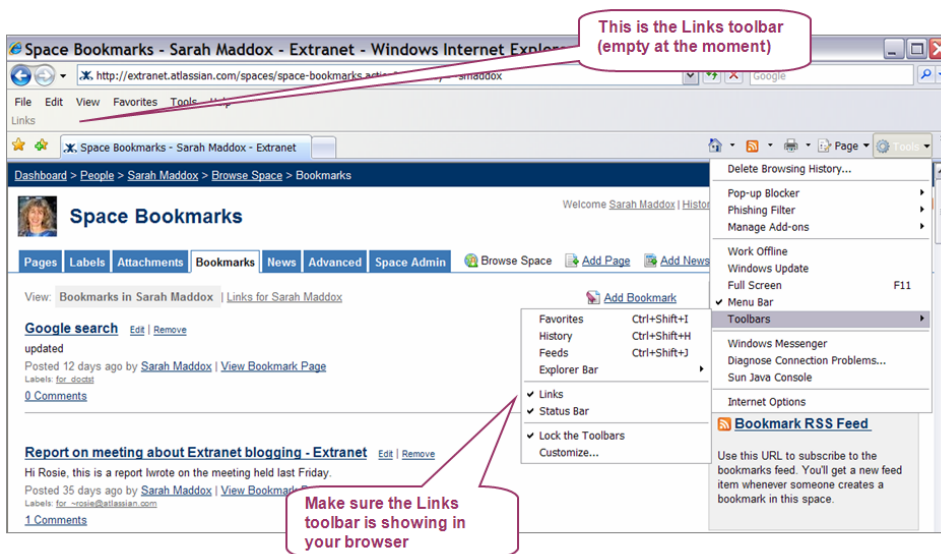 This is the Links toolbar
(empty at the moment)
Space Bookmarks - Sarah Maddox - Extranet - Windows Internet Explor
http://extranet.atlassian.com/spaces/space-bookmarks.action
maddox
Google
File Edit View Favorites Tools Help
Links
Space Bookmarks - Sarah Maddox - Extranet
Page
Tools
Dashboard > People > Sarah Maddox > Browse Space > Bookmarks
Delete Browsing History...
Pop-up Blocker
Phishing Filter
Manage Add-ons
Work Offline
Windows Update
Full Screen F11
Menu Bar
Toolbars
Windows Messenger
Diagnose Connection Problems...
Sun Java Console
Internet Options
Space Bookmarks
Welcome Sarah Maddox | Histor
Pages Labels Attachments Bookmarks News Advanced Space Admin Browse Space Add Page Add News
View: Bookmarks in Sarah Maddox | Links for Sarah Maddox
Add Bookmark
Favorites Ctrl+Shift+I
History Ctrl+Shift+H
Feeds Ctrl+Shift+J
Explorer Bar
Links
Status Bar
Lock the Toolbars
Customize...
Google search Edit | Remove
updated
Posted 12 days ago by Sarah Maddox | View Bookmark Page
Labels: for_doctst
0 Comments
Report on meeting about Extranet blogging - Extranet Edit | Remove
Hi Rosie, this is a report Iwrote on the meeting held last Friday.
Posted 35 days ago by Sarah Maddox | View Bookmark
Labels: for_~rosie@atlassian.com
1 Comments
Bookmark RSS Feed
Use this URL to subscribe to the
bookmarks feed. You'll get a new feed
item whenever someone creates a
bookmark in this space.
Make sure the Links
toolbar is showing in
your browser